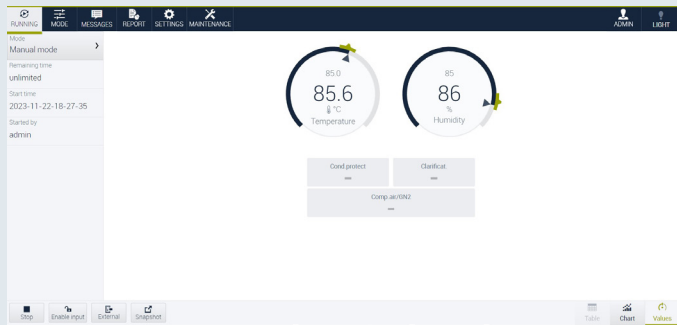 RUNNING MODE MESSAGES REPORT SETTINGS MAINTENANCE ADMIN LIGHT
Mode
Manual mode
Remaining time
unlimited
Start time
2023-11-22-18-27-35
Started by
admin
85.0 85
85.6 86
°C %
Temperature Humidity
Cond.protect Clarificat.
Comp.air/GN2
Stop Enable input External Snapshot Table Chart Values